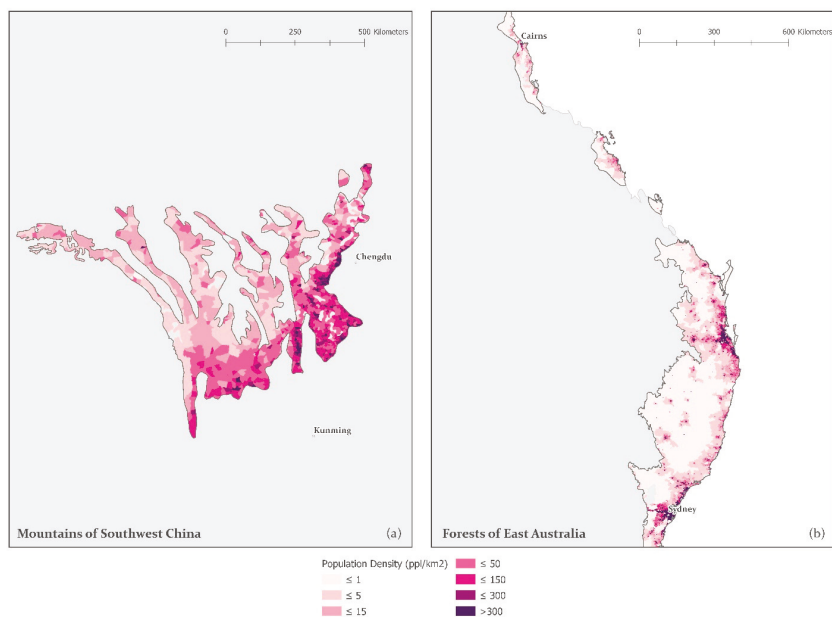 0 250 500 Kilometers
Chengdu
Kunming
Mountains of Southwest China (a)
0 300 600 Kilometers
Cairns
Sydney
Forests of East Australia (b)
Population Density (ppl/km2)
≤ 1
≤ 5
≤ 15
≤ 50
≤ 150
≤ 300
>300